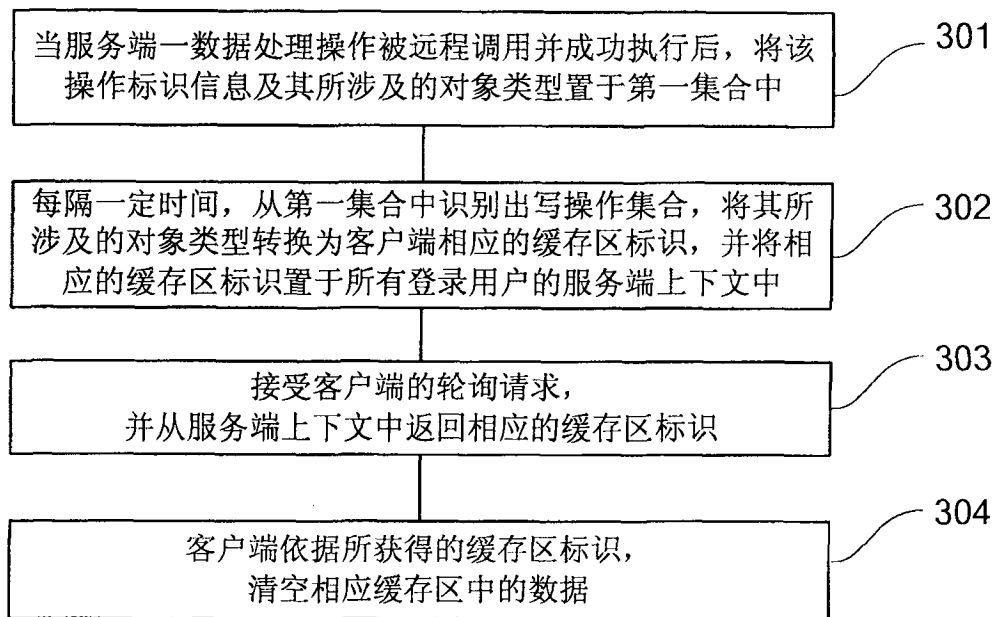 当服务端一数据处理操作被远程调用并成功执行后，将该
操作标识信息及其所涉及的对象类型置于第一集合中
301
每隔一定时间，从第一集合中识别出写操作集合，将其所
涉及的对象类型转换为客户端相应的缓存区标识，并将相
应的缓存区标识置于所有登录用户的服务端上下文中
302
接受客户端的轮询请求，
并从服务端上下文中返回相应的缓存区标识
303
客户端依据所获得的缓存区标识，
清空相应缓存区中的数据
304